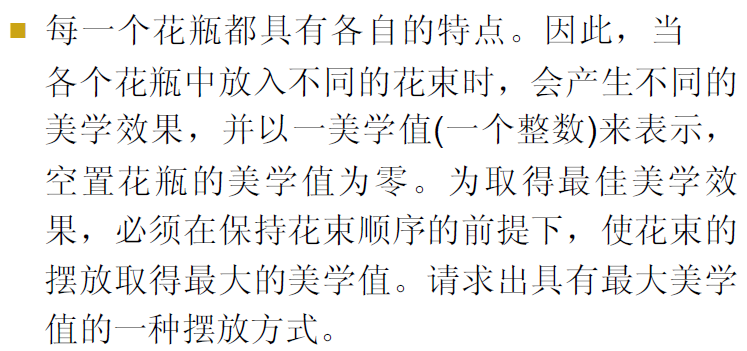 每一个花瓶都具有各自的特点。因此，当
各个花瓶中放入不同的花束时，会产生不同的
美学效果，并以一美学值(一个整数)来表示，
空置花瓶的美学值为零。为取得最佳美学效
果，必须在保持花束顺序的前提下，使花束的
摆放取得最大的美学值。请求出具有最大美学
值的一种摆放方式。